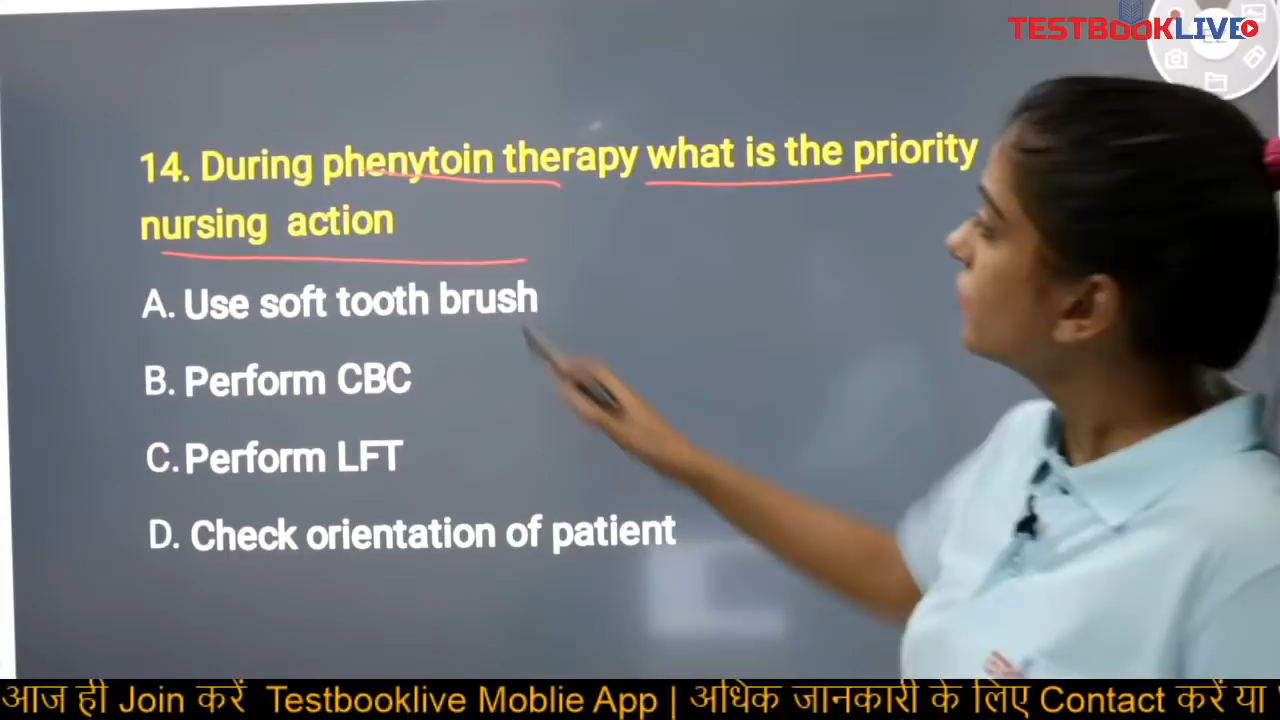 TESTBOOKLIVE
14. During phenytoin therapy what is the priority
nursing action
A. Use soft tooth brush
B. Perform CBC
C. Perform LFT
D. Check orientation of patient
आज ही Join करें Testbooklive Moblie App | अधिक जानकारी के लिए Contact करें या